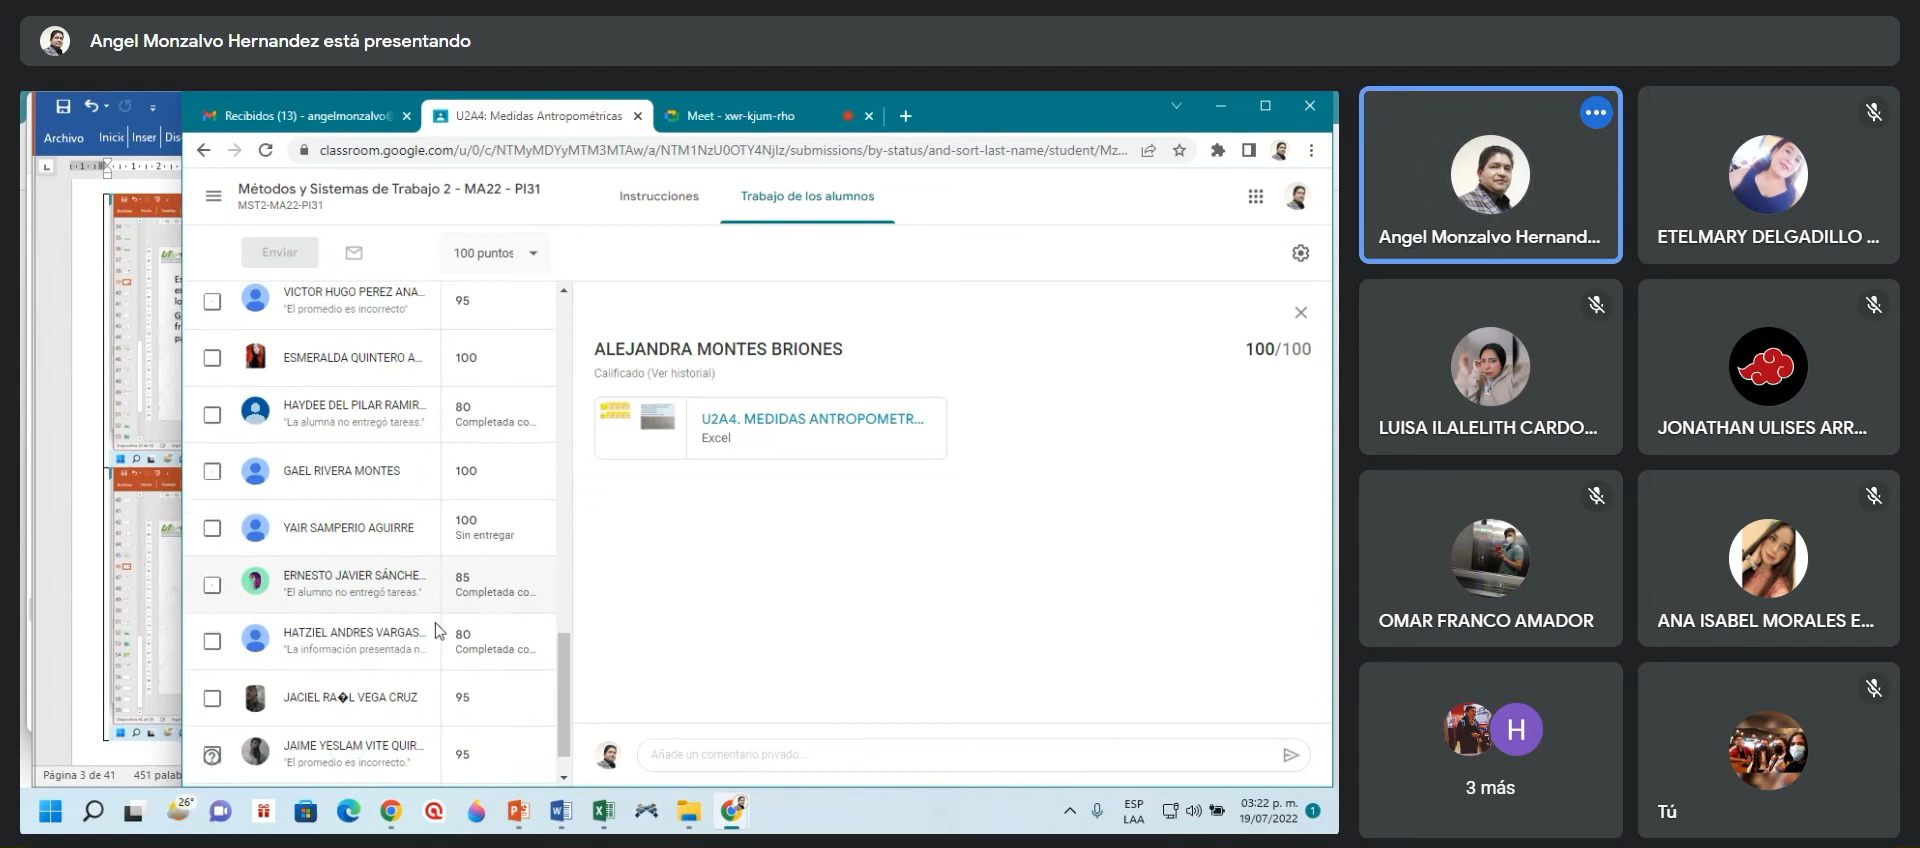 Angel Monzalvo Hernandez está presentando
Archivo Inicio Inser
Recibidos (13) - angelmonzalvo@
U2A4: Medidas Antropométricas
Meet - xwr-kjum-rho
classroom.google.com/u/0/c/NTMyMDYyMTM3MTAw/a/NTM1NzU0OTY4Njlz/submissions/by-status/and-sort-last-name/student/Mz...
Métodos y Sistemas de Trabajo 2 - MA22 - PI31
MST2-MA22-PI31
Instrucciones
Trabajo de los alumnos
Enviar
100 puntos
VICTOR HUGO PEREZ ANA...
95
"El promedio es incorrecto"
ESMERALDA QUINTERO A...
100
HAYDEE DEL PILAR RAMIR...
80
"La alumna no entregó tareas."
Completada co...
GAEL RIVERA MONTES
100
YAIR SAMPERIO AGUIRRE
100
Sin entregar
ERNESTO JAVIER SÁNCHE...
85
"El alumno no entregó tareas."
Completada co...
HATZIEL ANDRES VARGAS...
80
"La información presentada n...
Completada co...
JACIEL RA�L VEGA CRUZ
95
JAIME YESLAM VITE QUIR...
95
"El promedio es incorrecto."
ALEJANDRA MONTES BRIONES
100/100
Calificado (Ver historial)
U2A4. MEDIDAS ANTROPOMETR...
Excel
Añade un comentario privado...
Página 3 de 41 451 palab
26°
ESP
LAA
03:22 p. m.
19/07/2022
1
Angel Monzalvo Hernand...
ETELMARY DELGADILLO ...
LUISA ILALELITH CARDO...
JONATHAN ULISES ARR...
OMAR FRANCO AMADOR
ANA ISABEL MORALES E...
H
3 más
Tú